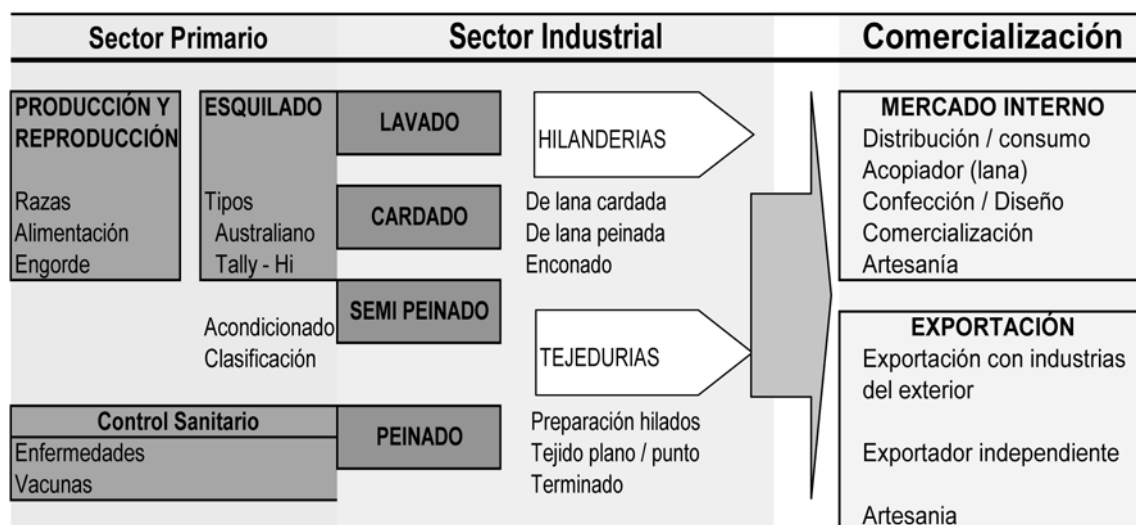 Sector Primario
Sector Industrial
Comercialización
PRODUCCIÓN Y
REPRODUCCIÓN
Razas
Alimentación
Engorde
ESQUILADO
Tipos
Australiano
Tally - Hi
Acondicionado
Clasificación
Control Sanitario
Enfermedades
Vacunas
LAVADO
CARDADO
SEMI PEINADO
PEINADO
HILANDERIAS
De lana cardada
De lana peinada
Enconado
TEJEDURIAS
Preparación hilados
Tejido plano / punto
Terminado
MERCADO INTERNO
Distribución / consumo
Acopiador (lana)
Confección / Diseño
Comercialización
Artesanía
EXPORTACIÓN
Exportación con industrias
del exterior
Exportador independiente
Artesania